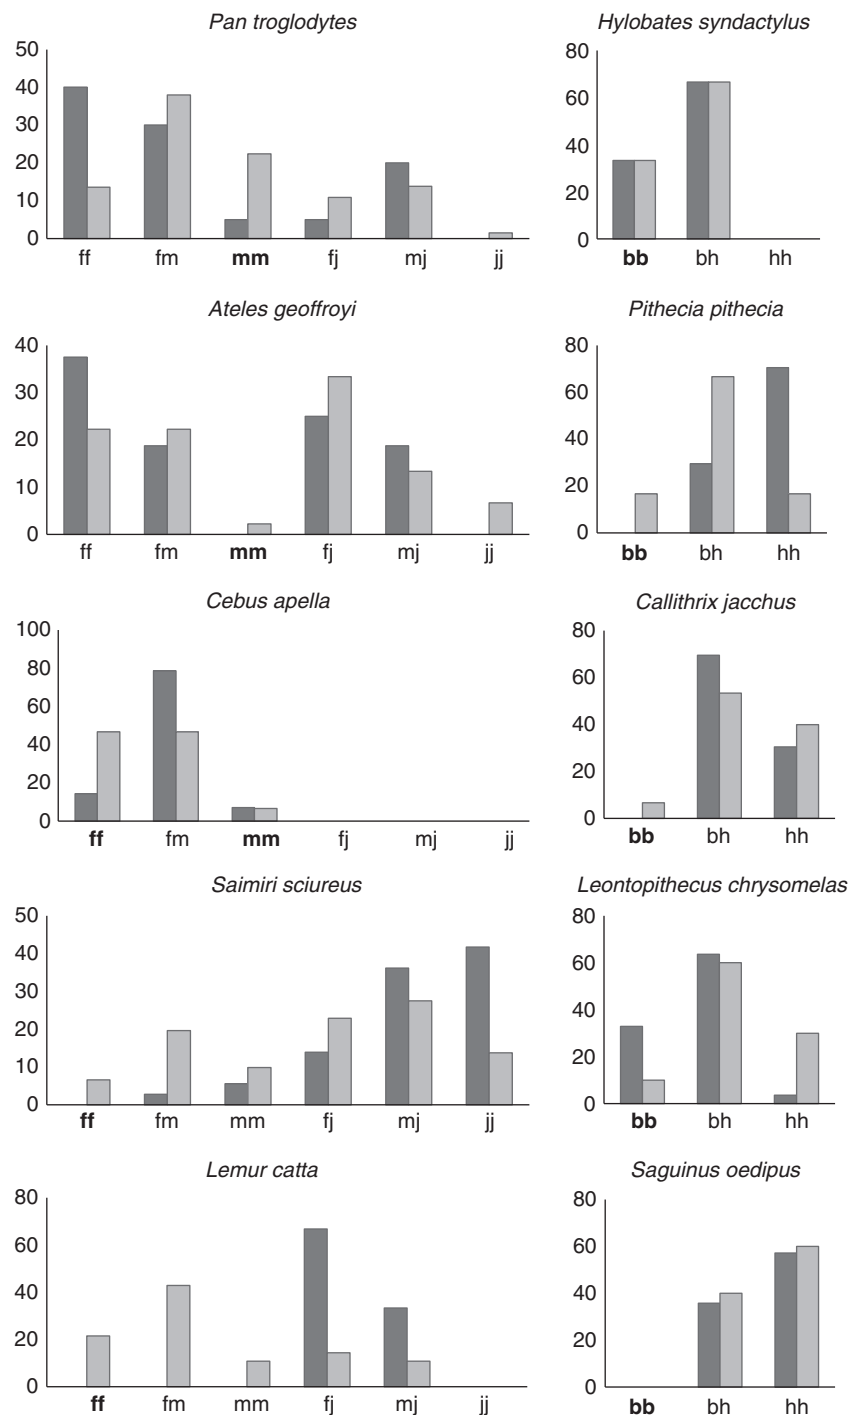 Pan troglodytes
50
40
30
20
10
0
ff fm mm fj mj jj
Hylobates syndactylus
80
60
40
20
0
bb bh hh
Ateles geoffroyi
40
30
20
10
0
ff fm mm fj mj jj
Pithecia pithecia
80
60
40
20
0
bb bh hh
Cebus apella
100
80
60
40
20
0
ff fm mm fj mj jj
Callithrix jacchus
80
60
40
20
0
bb bh hh
Saimiri sciureus
50
40
30
20
10
0
ff fm mm fj mj jj
Leontopithecus chrysomelas
80
60
40
20
0
bb bh hh
Lemur catta
80
60
40
20
0
ff fm mm fj mj jj
Saguinus oedipus
80
60
40
20
0
bb bh hh